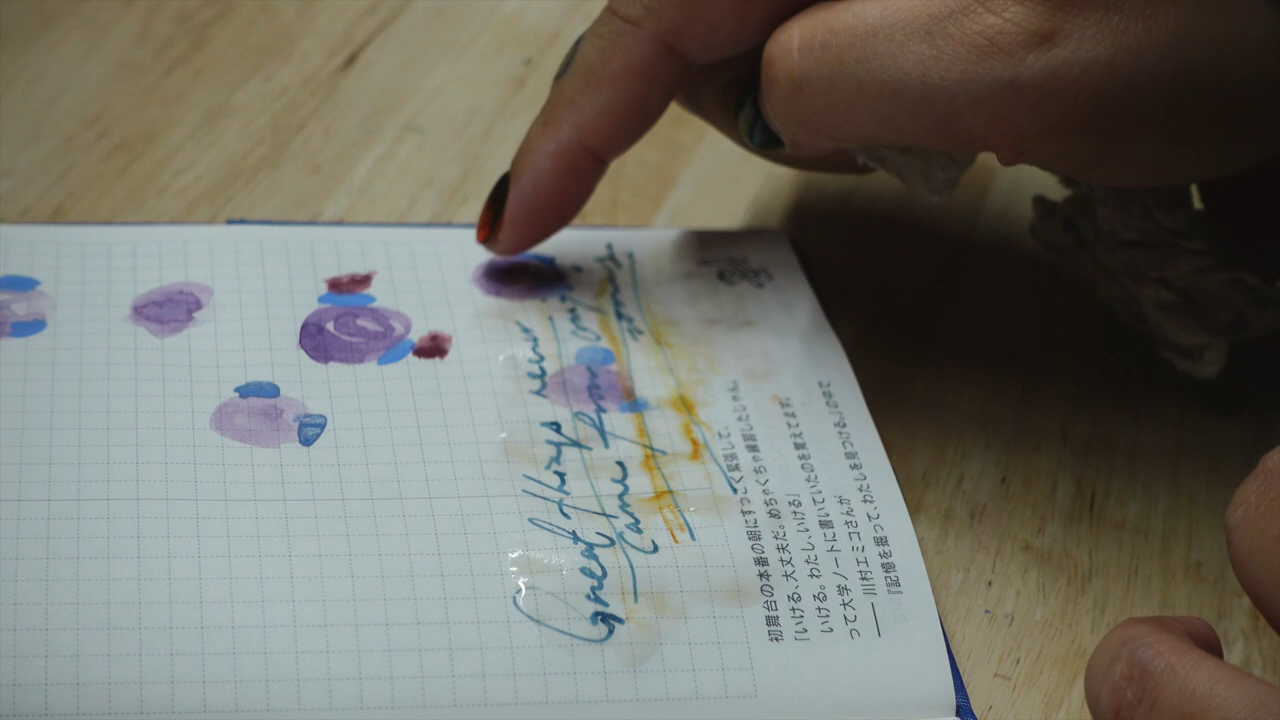 Great things never
came from comfort
zones
初舞台の本番の朝にすっごく緊張して、
「いける、大丈夫だ。めちゃくちゃ練習したじゃん。
いける。わたし、いける」
って大学ノートに書いていたのを覚えてます。
―― 川村エミコさんが
『記憶を掘って、わたしを見つける。』の中で